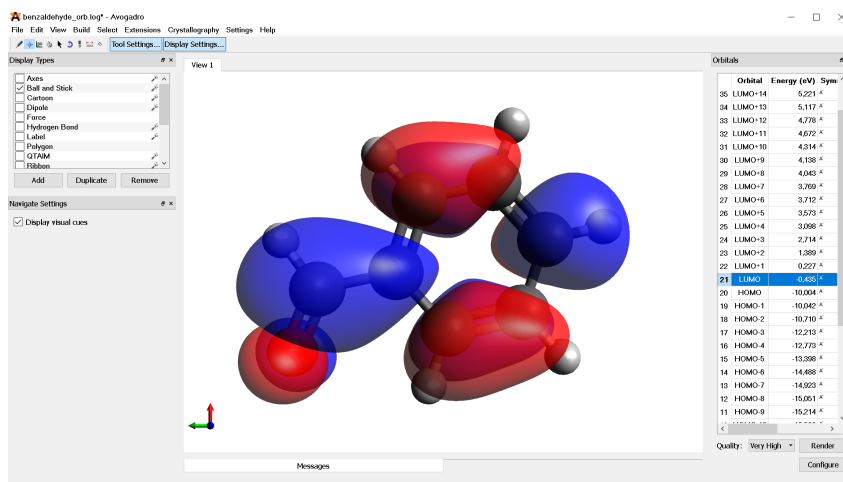 benzaldehyde_orb.log* - Avogadro
File Edit View Build Select Extensions Crystallography Settings Help
Tool Settings... Display Settings...
Display Types
Axes
Ball and Stick
Cartoon
Dipole
Force
Hydrogen Bond
Label
Polygon
QTAIM
Ribbon
Add Duplicate Remove
Navigate Settings
Display visual cues
View 1
Messages
Orbitals
Orbital Energy (eV)
35 LUMO+14 5,221
34 LUMO+13 5,117
33 LUMO+12 4,778
32 LUMO+11 4,672
31 LUMO+10 4,314
30 LUMO+9 4,138
29 LUMO+8 4,043
28 LUMO+7 3,769
27 LUMO+6 3,712
26 LUMO+5 3,573
25 LUMO+4 3,098
24 LUMO+3 2,714
23 LUMO+2 1,389
22 LUMO+1 0,227
21 LUMO -0,435
20 HOMO -10,004
19 HOMO-1 -10,042
18 HOMO-2 -10,710
17 HOMO-3 -12,213
16 HOMO-4 -12,773
15 HOMO-5 -13,398
14 HOMO-6 -14,488
13 HOMO-7 -14,923
12 HOMO-8 -15,051
11 HOMO-9 -15,214
Quality: Very High Render
Configure